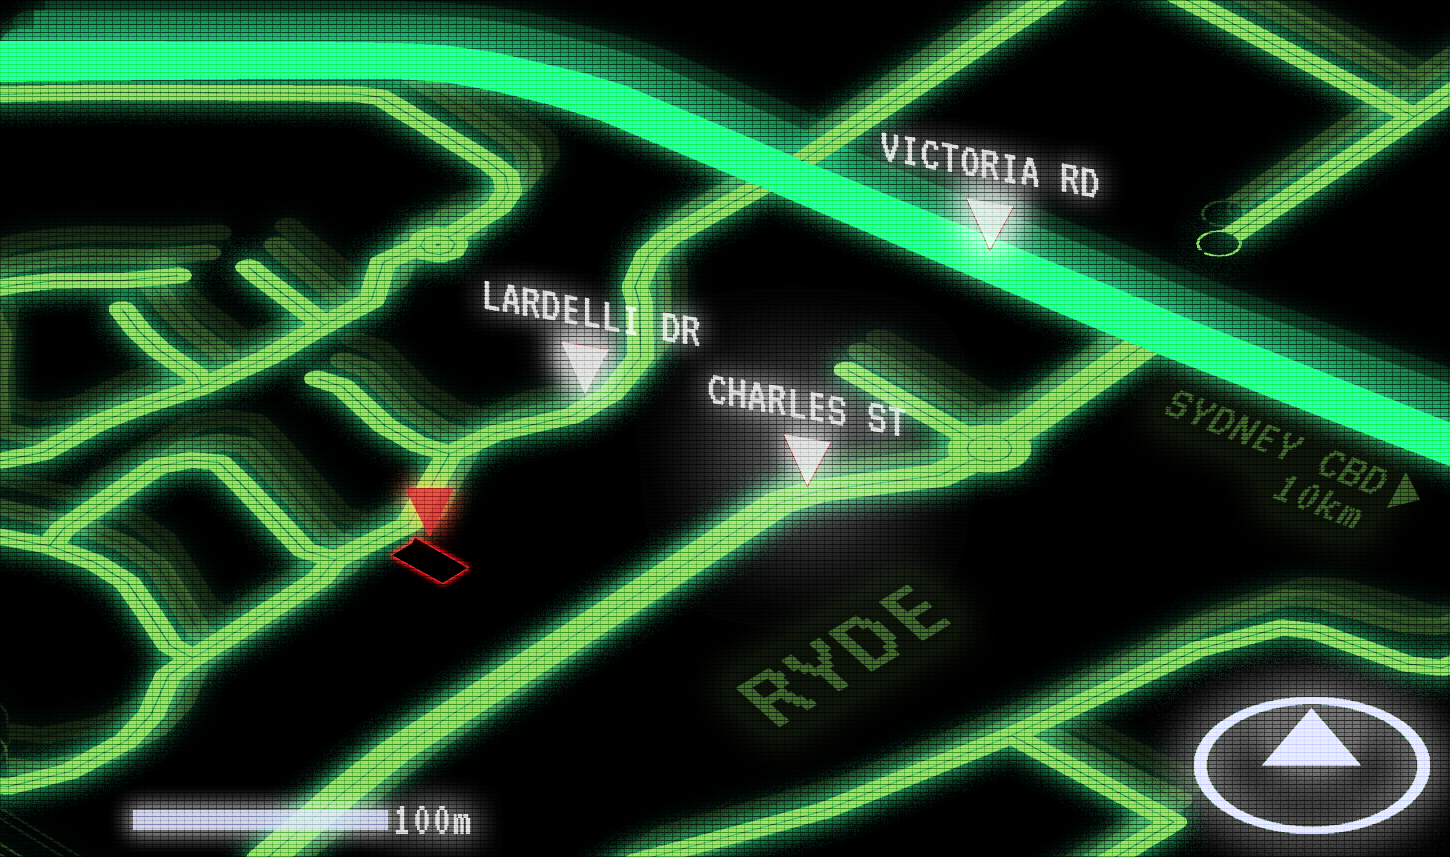 VICTORIA RD
LARDELLI DR
CHARLES ST
SYDNEY CBD
10km
RYDE
100m